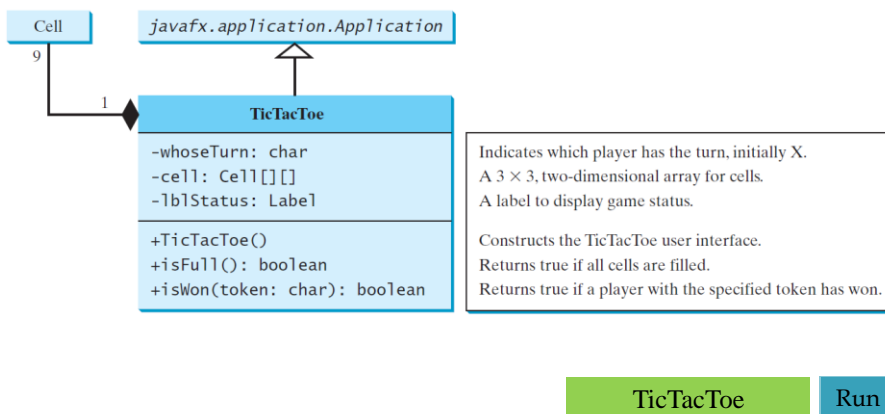 Cell
javafx.application.Application
9
1
TicTacToe
-whoseTurn: char
-cell: Cell[][]
-lblStatus: Label
+TicTacToe()
+isFull(): boolean
+isWon(token: char): boolean
Indicates which player has the turn, initially X.
A 3 × 3, two-dimensional array for cells.
A label to display game status.
Constructs the TicTacToe user interface.
Returns true if all cells are filled.
Returns true if a player with the specified token has won.
TicTacToe
Run